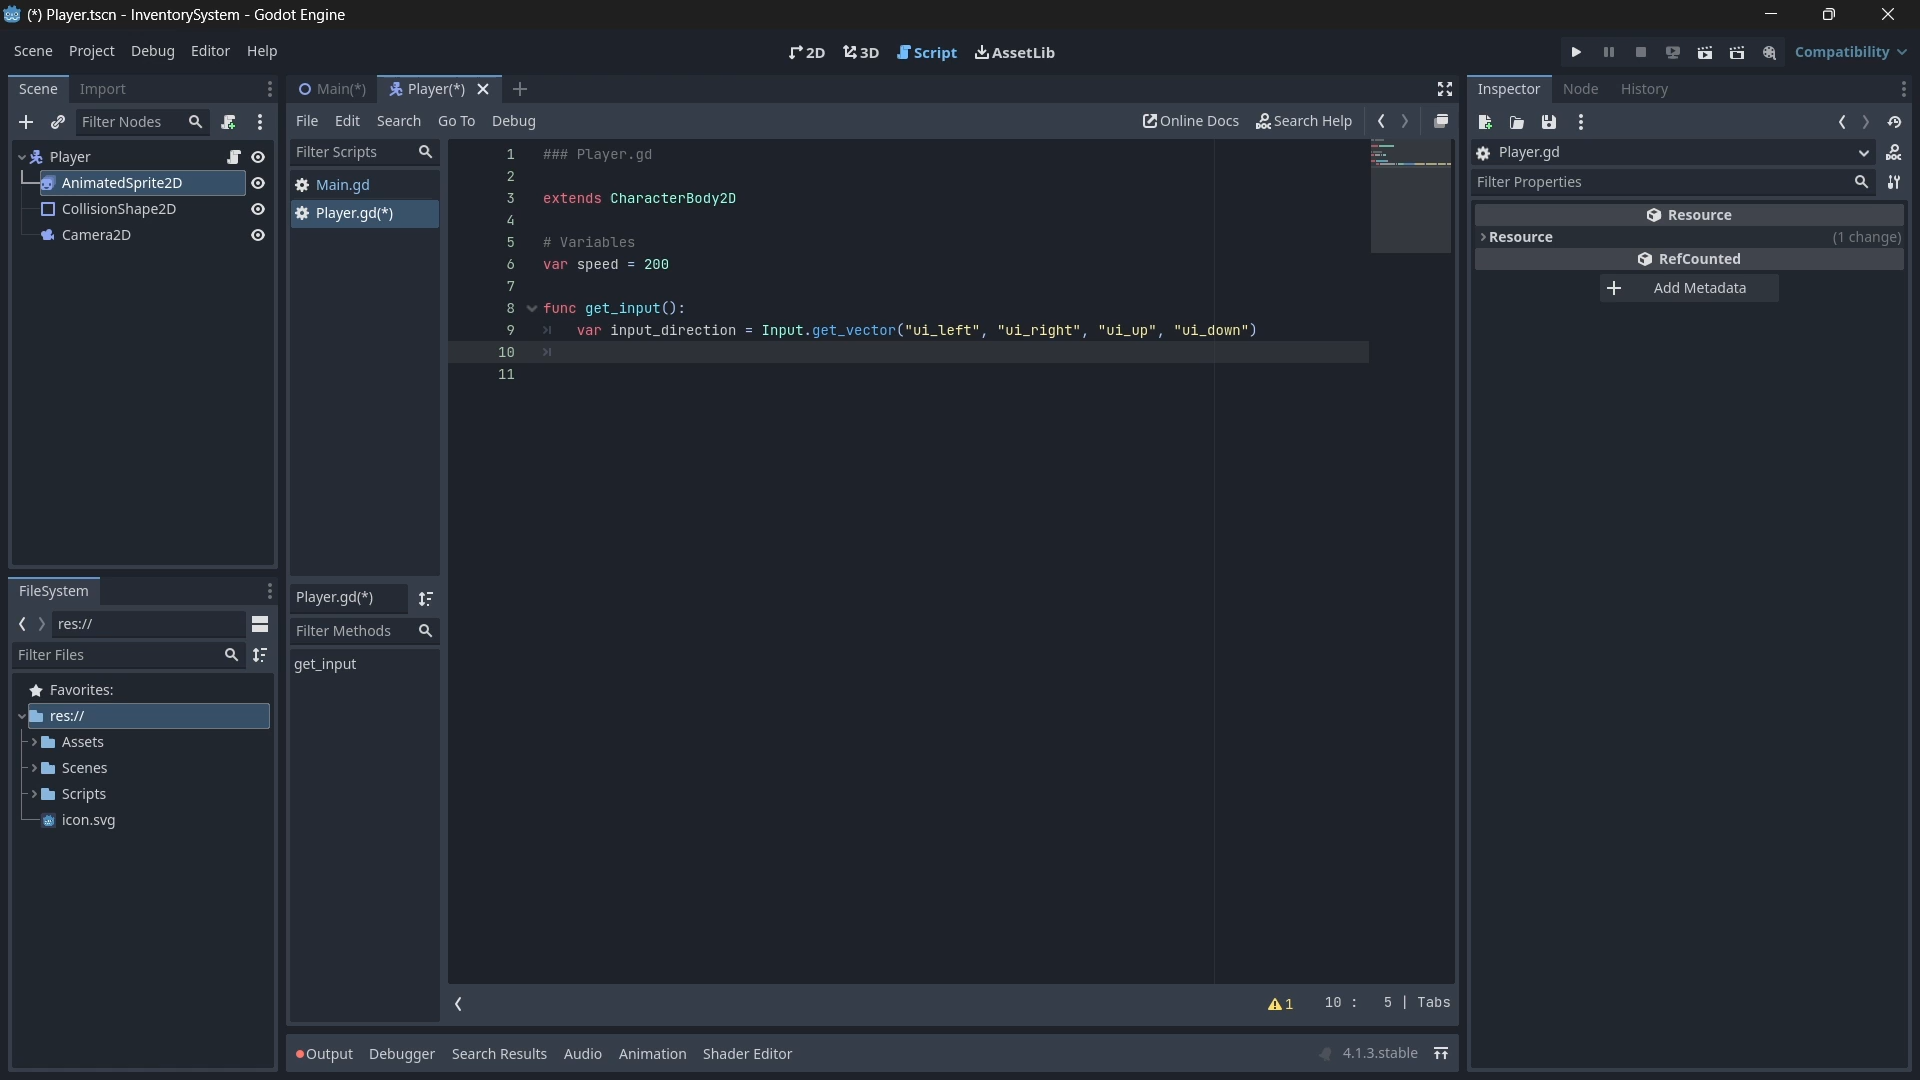 (*) Player.tscn - InventorySystem - Godot Engine
Scene Project Debug Editor Help
2D 3D Script AssetLib
Compatibility
Scene Import
Filter Nodes
Player
AnimatedSprite2D
CollisionShape2D
Camera2D
FileSystem
res://
Filter Files
Favorites:
res://
Assets
Scenes
Scripts
icon.svg
Main(*) Player(*)
File Edit Search Go To Debug
Online Docs Search Help
Filter Scripts
Main.gd
Player.gd(*)
Player.gd(*)
Filter Methods
get_input
1 ### Player.gd
2
3 extends CharacterBody2D
4
5 # Variables
6 var speed = 200
7
8 func get_input():
9 var input_direction = Input.get_vector("ui_left", "ui_right", "ui_up", "ui_down")
10
11
1 10 : 5 | Tabs
Output Debugger Search Results Audio Animation Shader Editor
4.1.3.stable
Inspector Node History
Player.gd
Filter Properties
Resource
Resource (1 change)
RefCounted
Add Metadata